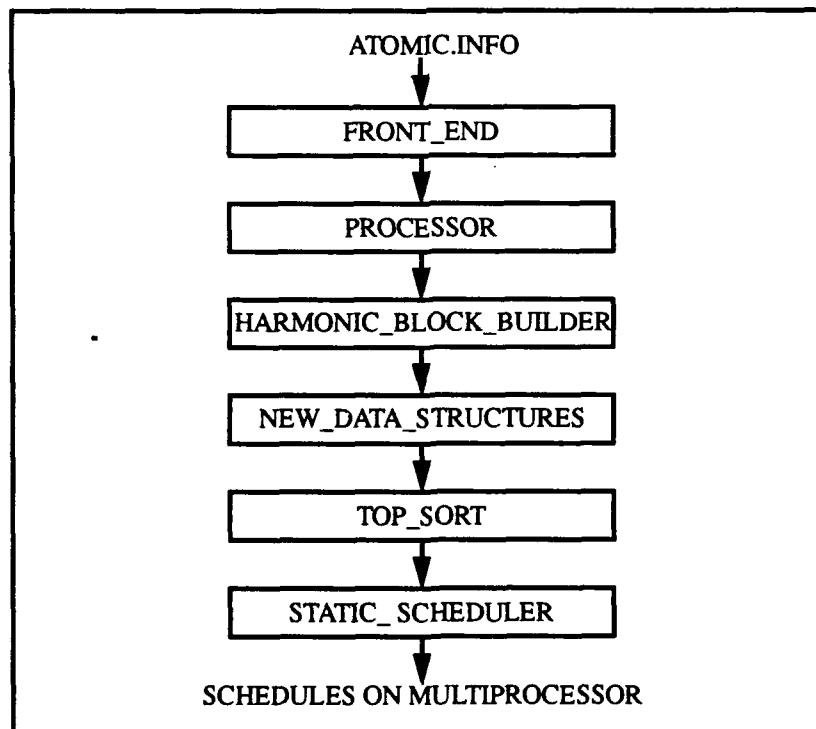 ATOMIC.INFO
FRONT_END
PROCESSOR
HARMONIC_BLOCK_BUILDER
NEW_DATA_STRUCTURES
TOP_SORT
STATIC_ SCHEDULER
SCHEDULES ON MULTIPROCESSOR